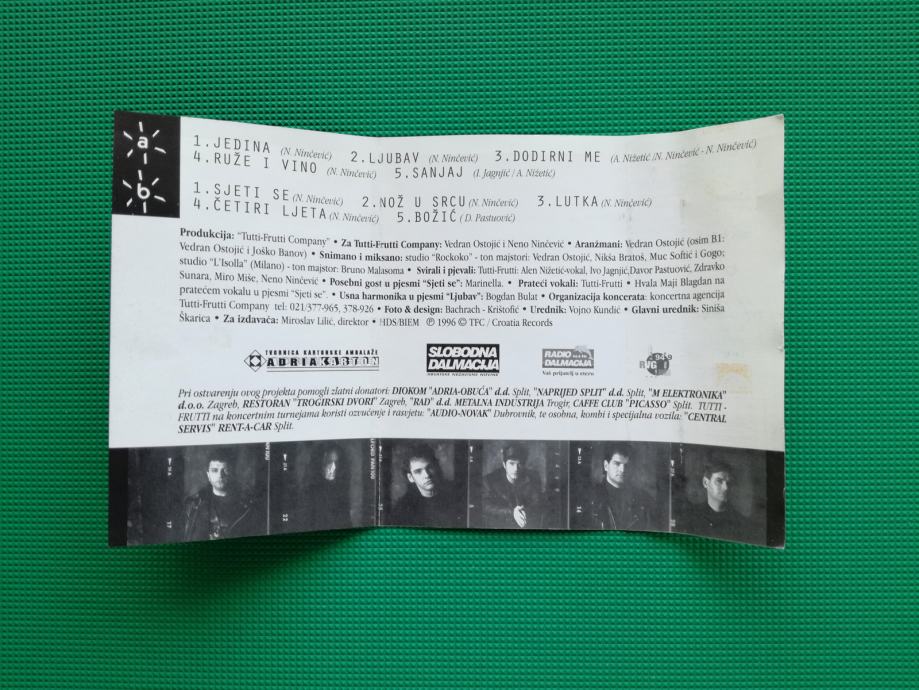 a
1.JEDINA (N. Ninčević) 2.LJUBAV (N. Ninčević) 3.DODIRNI ME (A. Nižetić /N. Ninčević - N. Ninčević)
4.RUŽE I VINO (N. Ninčević) 5.SANJAJ (I. Jagnjić / A. Nižetić)
b
1.SJETI SE (N. Ninčević) 2.NOŽ U SRCU (N. Ninčević) 3.LUTKA (N. Ninčević)
4.ČETIRI LJETA (N. Ninčević) 5.BOŽIĆ ( D. Pastuović)
Produkcija: "Tutti-Frutti Company" • Za Tutti-Frutti Company: Vedran Ostojić i Neno Ninčević • Aranžmani: Vedran Ostojić (osim B1:
Vedran Ostojić i Joško Banov) • Snimano i miksano: studio "Rockoko" - ton majstori: Vedran Ostojić, Nikša Bratoš, Muc Softić i Gogo;
studio "L'Isolla" (Milano) - ton majstor: Bruno Malasoma • Svirali i pjevali: Tutti-Frutti: Alen Nižetić-vokal, Ivo Jagnjić,Davor Pastuović, Zdravko
Sunara, Miro Miše, Neno Ninčević • Posebni gost u pjesmi "Sjeti se": Marinella. • Prateći vokali: Tutti-Frutti • Hvala Maji Blagdan na
pratećem vokalu u pjesmi "Sjeti se". • Usna harmonika u pjesmi "Ljubav": Bogdan Bulat • Organizacija koncerata: koncertna agencija
Tutti-Frutti Company tel: 021/377-965, 378-926 • Foto & design: Bachrach - Krištofić • Urednik: Vojno Kundić • Glavni urednik: Siniša
Škarica • Za izdavača: Miroslav Lilić, direktor • HDS/BIEM ℗ 1996 © TFC / Croatia Records
TVORNICA KARTONSKE AMBALAŽE
ADRIAKARTON
SLOBODNA
DALMACIJA
RADIO
DALMACIJA
Vaš prijatelj u eteru
94
Pri ostvarenju ovog projekta pomogli zlatni donatori: DIOKOM "ADRIA-OBUĆA" d.d. Split, "NAPRIJED SPLIT" d.d. Split, "M ELEKTRONIKA"
d.o.o. Zagreb, RESTORAN "TROGIRSKI DVORI" Zagreb, "RAD" d.d. METALNA INDUSTRIJA Trogir, CAFFE CLUB "PICASSO" Split. TUTTI -
FRUTTI na koncertnim turnejama koristi ozvučenje i rasvjetu: "AUDIO-NOVAK" Dubrovnik, te osobna, kombi i specijalna vozila: "CENTRAL
SERVIS" RENT-A-CAR Split.